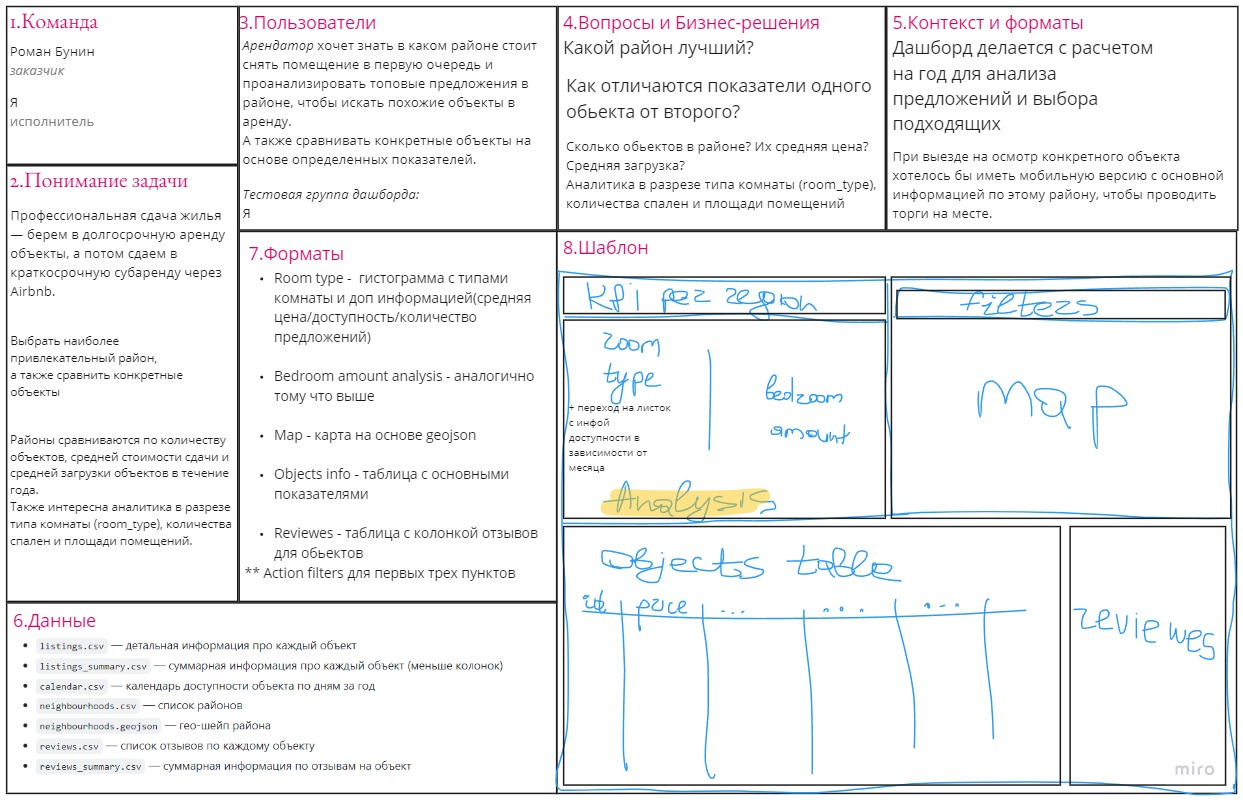 1.Команда
Роман Бунин
заказчик
Я
исполнитель
2.Понимание задачи
Профессиональная сдача жилья
— берем в долгосрочную аренду
объекты, а потом сдаем в
краткосрочную субаренду через
Airbnb.
Выбрать наиболее
привлекательный район,
а также сравнить конкретные
объекты
Районы сравниваются по количеству
объектов, средней стоимости сдачи и
средней загрузки объектов в течение
года.
Также интересна аналитика в разрезе
типа комнаты (room_type), количества
спален и площади помещений.
3.Пользователи
Арендатор хочет знать в каком районе стоит
снять помещение в первую очередь и
проанализировать топовые предложения в
районе, чтобы искать похожие объекты в
аренду.
А также сравнивать конкретные объекты на
основе определенных показателей.
Тестовая группа дашборда:
Я
4.Вопросы и Бизнес-решения
Какой район лучший?
Как отличаются показатели одного
обьекта от второго?
Сколько обьектов в районе? Их средняя цена?
Средняя загрузка?
Аналитика в разрезе типа комнаты (room_type),
количества спален и площади помещений
5.Контекст и форматы
Дашборд делается с расчетом
на год для анализа
предложений и выбора
подходящих
При выезде на осмотр конкретного объекта
хотелось бы иметь мобильную версию с основной
информацией по этому району, чтобы проводить
торги на месте.
7.Форматы
• Room type - гистограмма с типами
комнаты и доп информацией(средняя
цена/доступность/количество
предложений)
• Bedroom amount analysis - аналогично
тому что выше
• Map - карта на основе geojson
• Objects info - таблица с основными
показателями
• Reviewes - таблица с колонкой отзывов
для обьектов
** Action filters для первых трех пунктов
6.Данные
• listings.csv — детальная информация про каждый объект
• listings_summary.csv — суммарная информация про каждый объект (меньше колонок)
• calendar.csv — календарь доступности объекта по дням за год
• neighbourhoods.csv — список районов
• neighbourhoods.geojson — гео-шейп района
• reviews.csv — список отзывов по каждому объекту
• reviews_summary.csv — суммарная информация по отзывам на объект
8.Шаблон
KPI per region
filters
room
type
+ переход на листок
с инфой
доступности в
зависимости от
месяца
bedroom
amount
Analysis
map
Objects table
id price ... ... ...
reviewes
miro